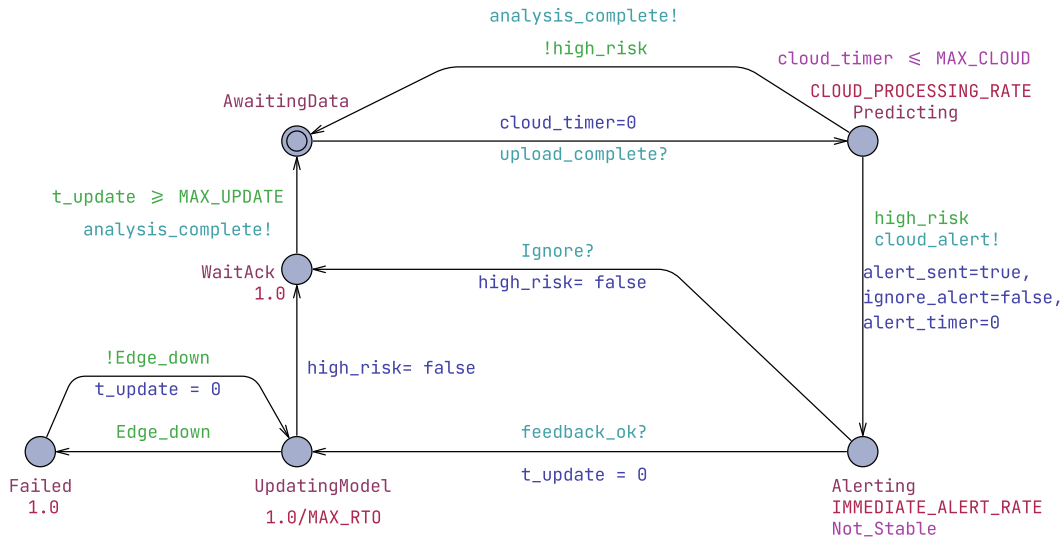 analysis_complete!
!high_risk
cloud_timer ⩽ MAX_CLOUD
CLOUD_PROCESSING_RATE
Predicting
AwaitingData
cloud_timer=0
upload_complete?
t_update ⩾ MAX_UPDATE
analysis_complete!
high_risk
cloud_alert!
alert_sent=true,
ignore_alert=false,
alert_timer=0
Ignore?
high_risk= false
WaitAck
1.0
!Edge_down
t_update = 0
high_risk= false
Edge_down
feedback_ok?
t_update = 0
Failed
1.0
UpdatingModel
1.0/MAX_RTO
Alerting
IMMEDIATE_ALERT_RATE
Not_Stable